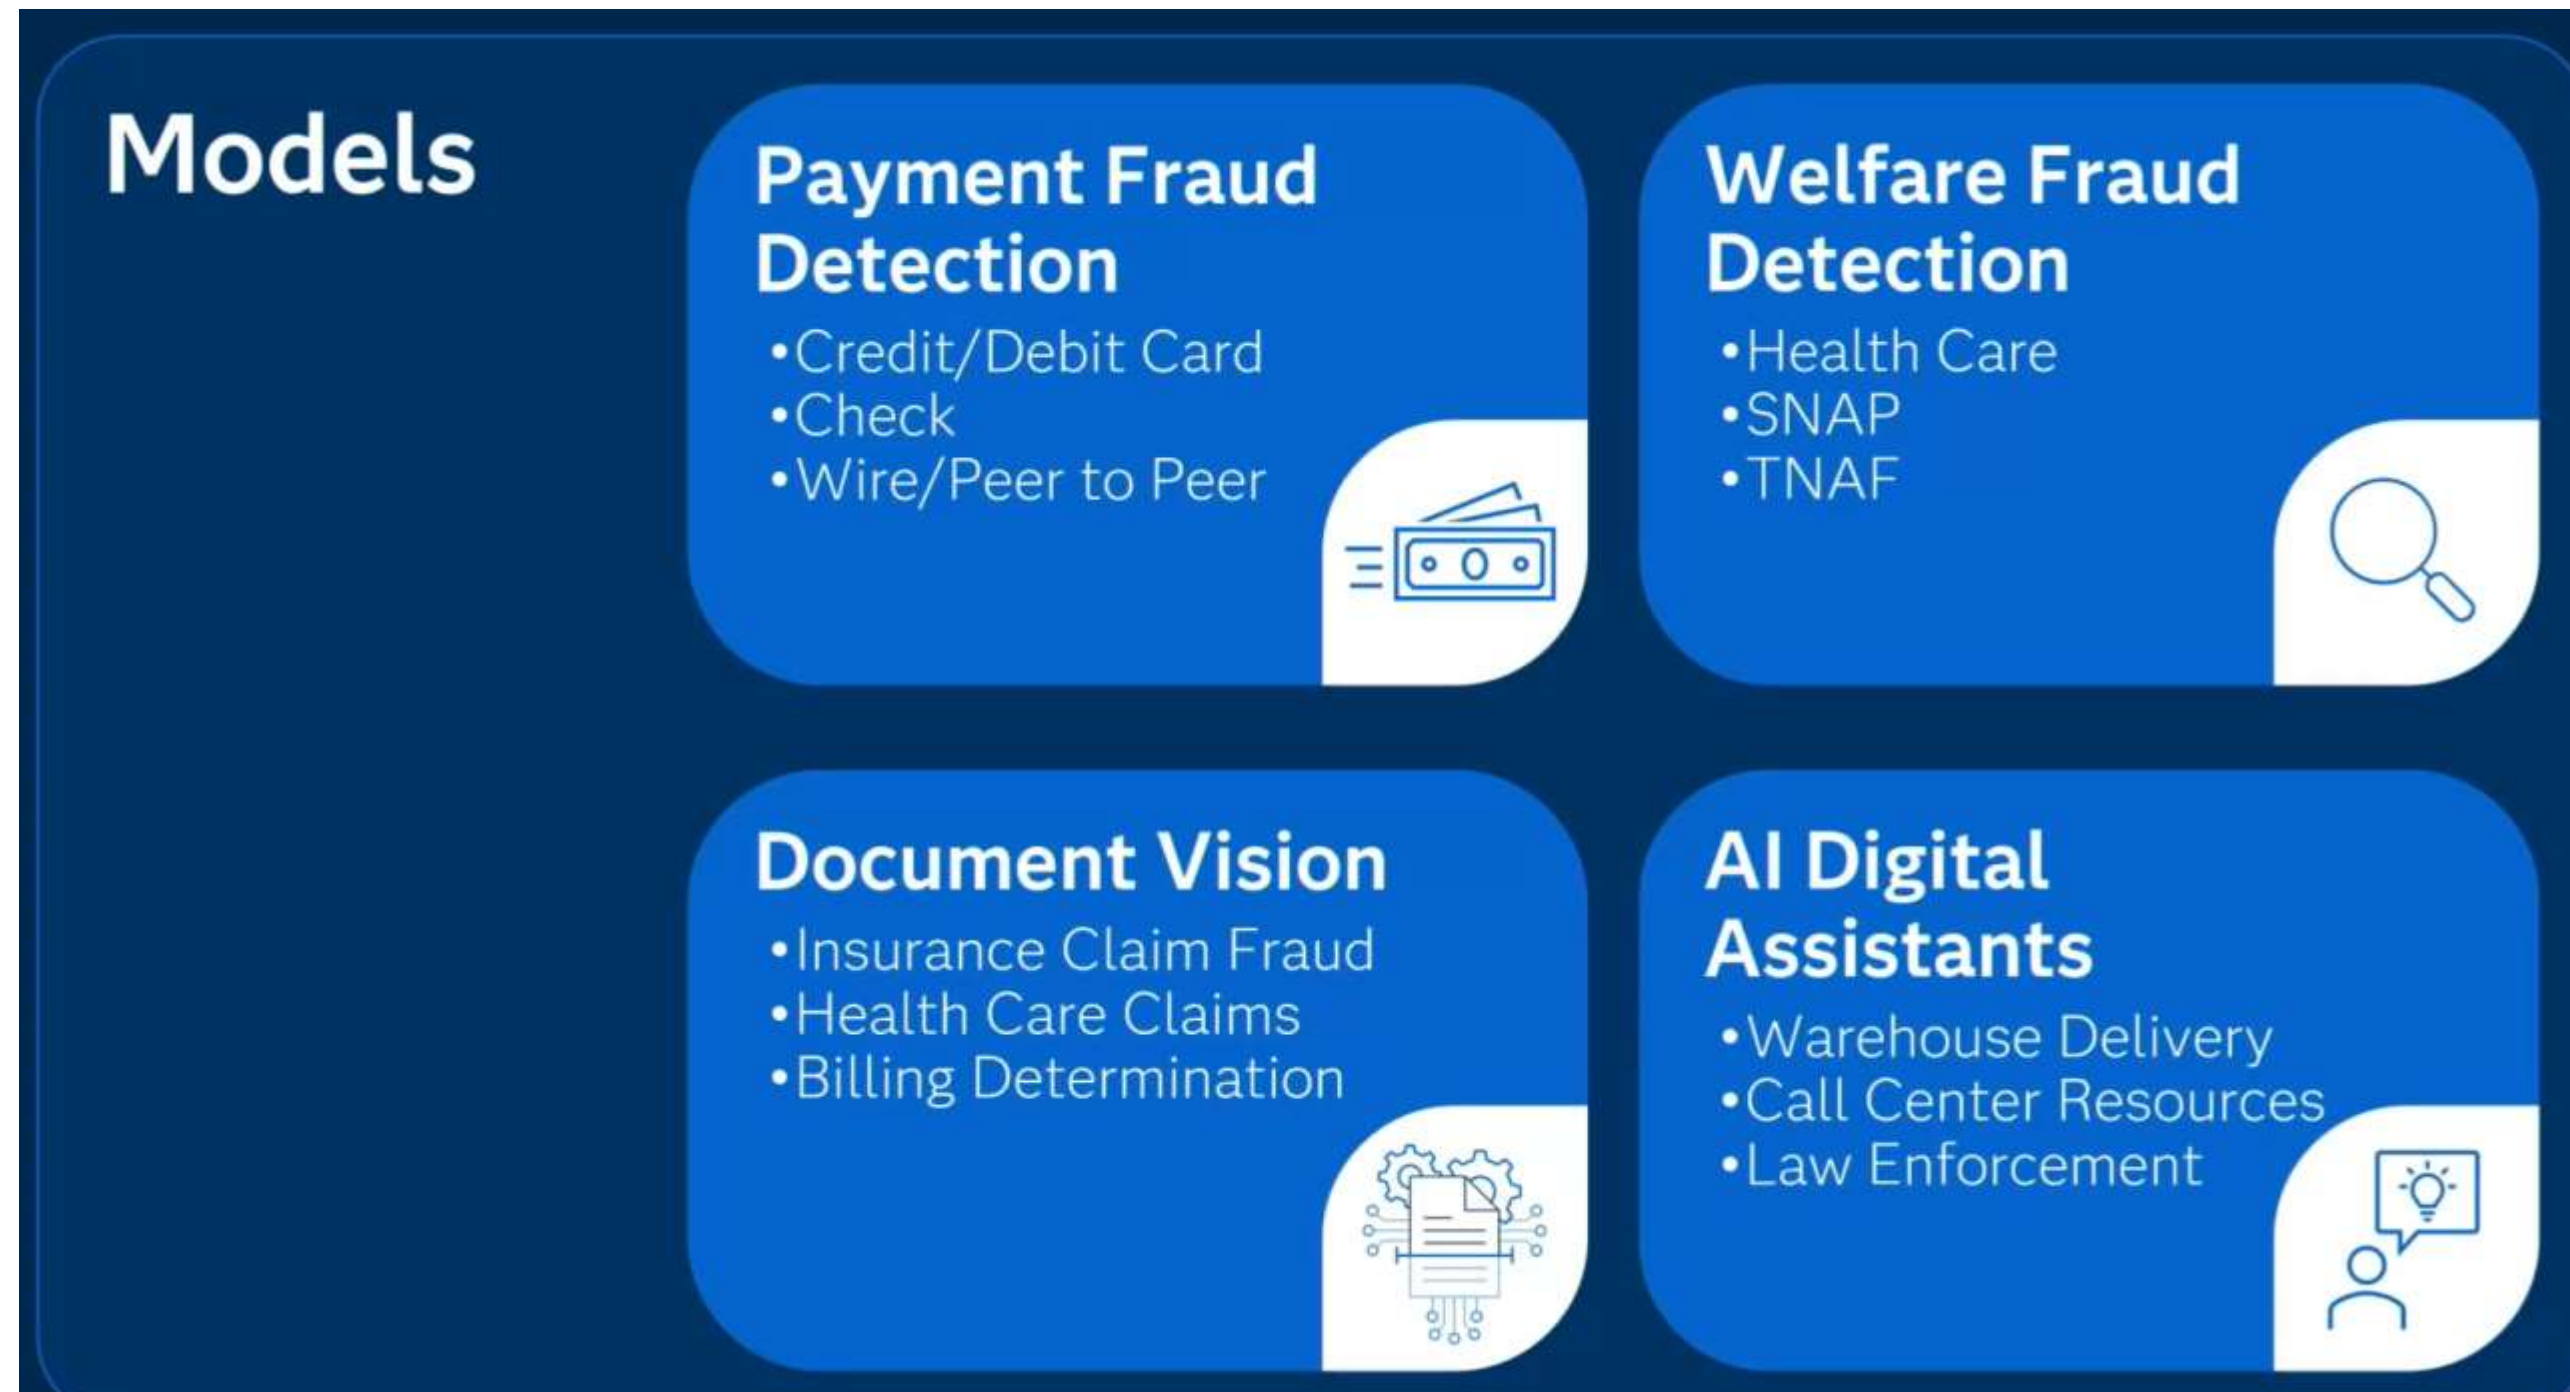 Models
Payment Fraud
Detection
•Credit/Debit Card
•Check
•Wire/Peer to Peer
Welfare Fraud
Detection
•Health Care
•SNAP
•TNAF
Document Vision
•Insurance Claim Fraud
•Health Care Claims
•Billing Determination
AI Digital
Assistants
•Warehouse Delivery
•Call Center Resources
•Law Enforcement